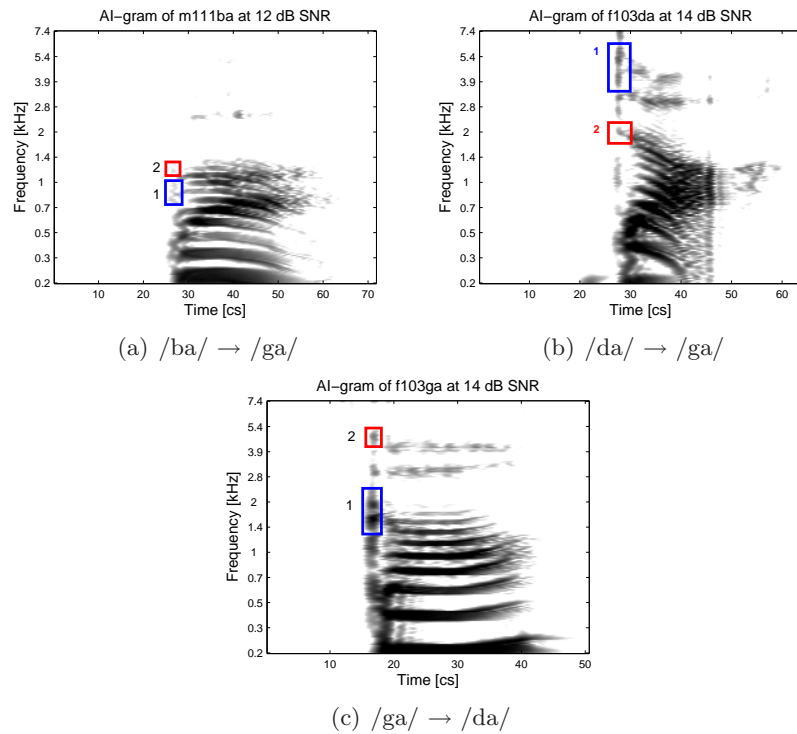 AI−gram of m111ba at 12 dB SNR
7.4
5.4
3.9
2.8
2
1.4
1
0.7
0.5
0.3
0.2
Frequency [kHz]
2
1
10 20 30 40 50 60 70
Time [cs]
(a) /ba/ → /ga/
AI−gram of f103da at 14 dB SNR
7.4
5.4
3.9
2.8
2
1.4
1
0.7
0.5
0.3
0.2
Frequency [kHz]
1
2
10 20 30 40 50 60
Time [cs]
(b) /da/ → /ga/
AI−gram of f103ga at 14 dB SNR
7.4
5.4
3.9
2.8
2
1.4
1
0.7
0.5
0.3
0.2
Frequency [kHz]
2
1
10 20 30 40 50
Time [cs]
(c) /ga/ → /da/